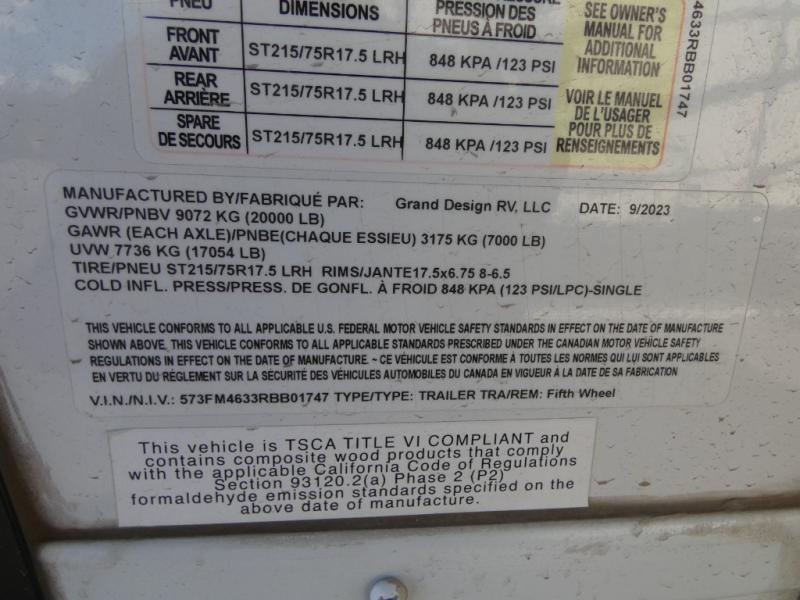 PNEU
DIMENSIONS
PRESSION DES
PNEUS À FROID
SEE OWNER'S
MANUAL FOR
ADDITIONAL
INFORMATION
FRONT
AVANT
ST215/75R17.5 LRH
848 KPA /123 PSI
REAR
ARRIÈRE
ST215/75R17.5 LRH
848 KPA /123 PSI
SPARE
DE SECOURS
ST215/75R17.5 LRH
848 KPA /123 PSI
VOIR LE MANUEL
DE L'USAGER
POUR PLUS DE
RENSEIGNEMENTS
4633RBB01747
MANUFACTURED BY/FABRIQUÉ PAR: Grand Design RV, LLC DATE: 9/2023
GVWR/PNBV 9072 KG (20000 LB)
GAWR (EACH AXLE)/PNBE(CHAQUE ESSIEU) 3175 KG (7000 LB)
UVW 7736 KG (17054 LB)
TIRE/PNEU ST215/75R17.5 LRH RIMS/JANTE17.5x6.75 8-6.5
COLD INFL. PRESS/PRESS. DE GONFL. À FROID 848 KPA (123 PSI/LPC)-SINGLE
THIS VEHICLE CONFORMS TO ALL APPLICABLE U.S. FEDERAL MOTOR VEHICLE SAFETY STANDARDS IN EFFECT ON THE DATE OF MANUFACTURE
SHOWN ABOVE. THIS VEHICLE CONFORMS TO ALL APPLICABLE STANDARDS PRESCRIBED UNDER THE CANADIAN MOTOR VEHICLE SAFETY
REGULATIONS IN EFFECT ON THE DATE OF MANUFACTURE. ~ CE VÉHICULE EST CONFORME À TOUTES LES NORMES QUI LUI SONT APPLICABLES
EN VERTU DU RÈGLEMENT SUR LA SÉCURITÉ DES VÉHICULES AUTOMOBILES DU CANADA EN VIGUEUR À LA DATE DE SA FABRICATION
V.I.N./N.I.V.: 573FM4633RBB01747 TYPE/TYPE: TRAILER TRA/REM: Fifth Wheel
This vehicle is TSCA TITLE VI COMPLIANT and
contains composite wood products that comply
with the applicable California Code of Regulations
Section 93120.2(a) Phase 2 (P2)
formaldehyde emission standards specified on the
above date of manufacture.